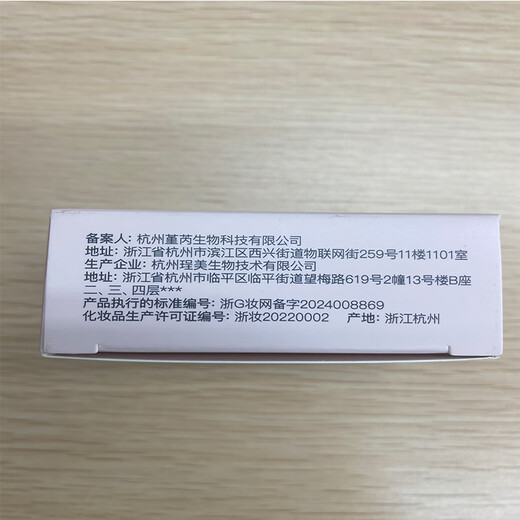 备案人：杭州堇芮生物科技有限公司
地址：浙江省杭州市滨江区西兴街道物联网街259号11楼1101室
生产企业：杭州珵美生物技术有限公司
地址：浙江省杭州市临平区临平街道望梅路619号2幢13号楼B座
二、三、四层***
产品执行的标准编号：浙G妆网备字2024008869
化妆品生产许可证编号：浙妆20220002 产地：浙江杭州